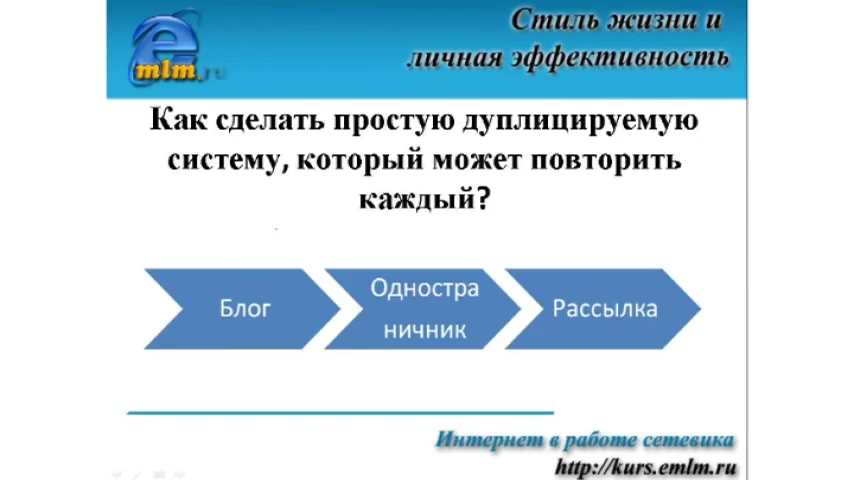 Стиль жизни и
личная эффективность
emlm.ru
Как сделать простую дуплицируемую
систему, который может повторить
каждый?
Блог
Одностра
ничник
Рассылка
Интернет в работе сетевика
http://kurs.emlm.ru